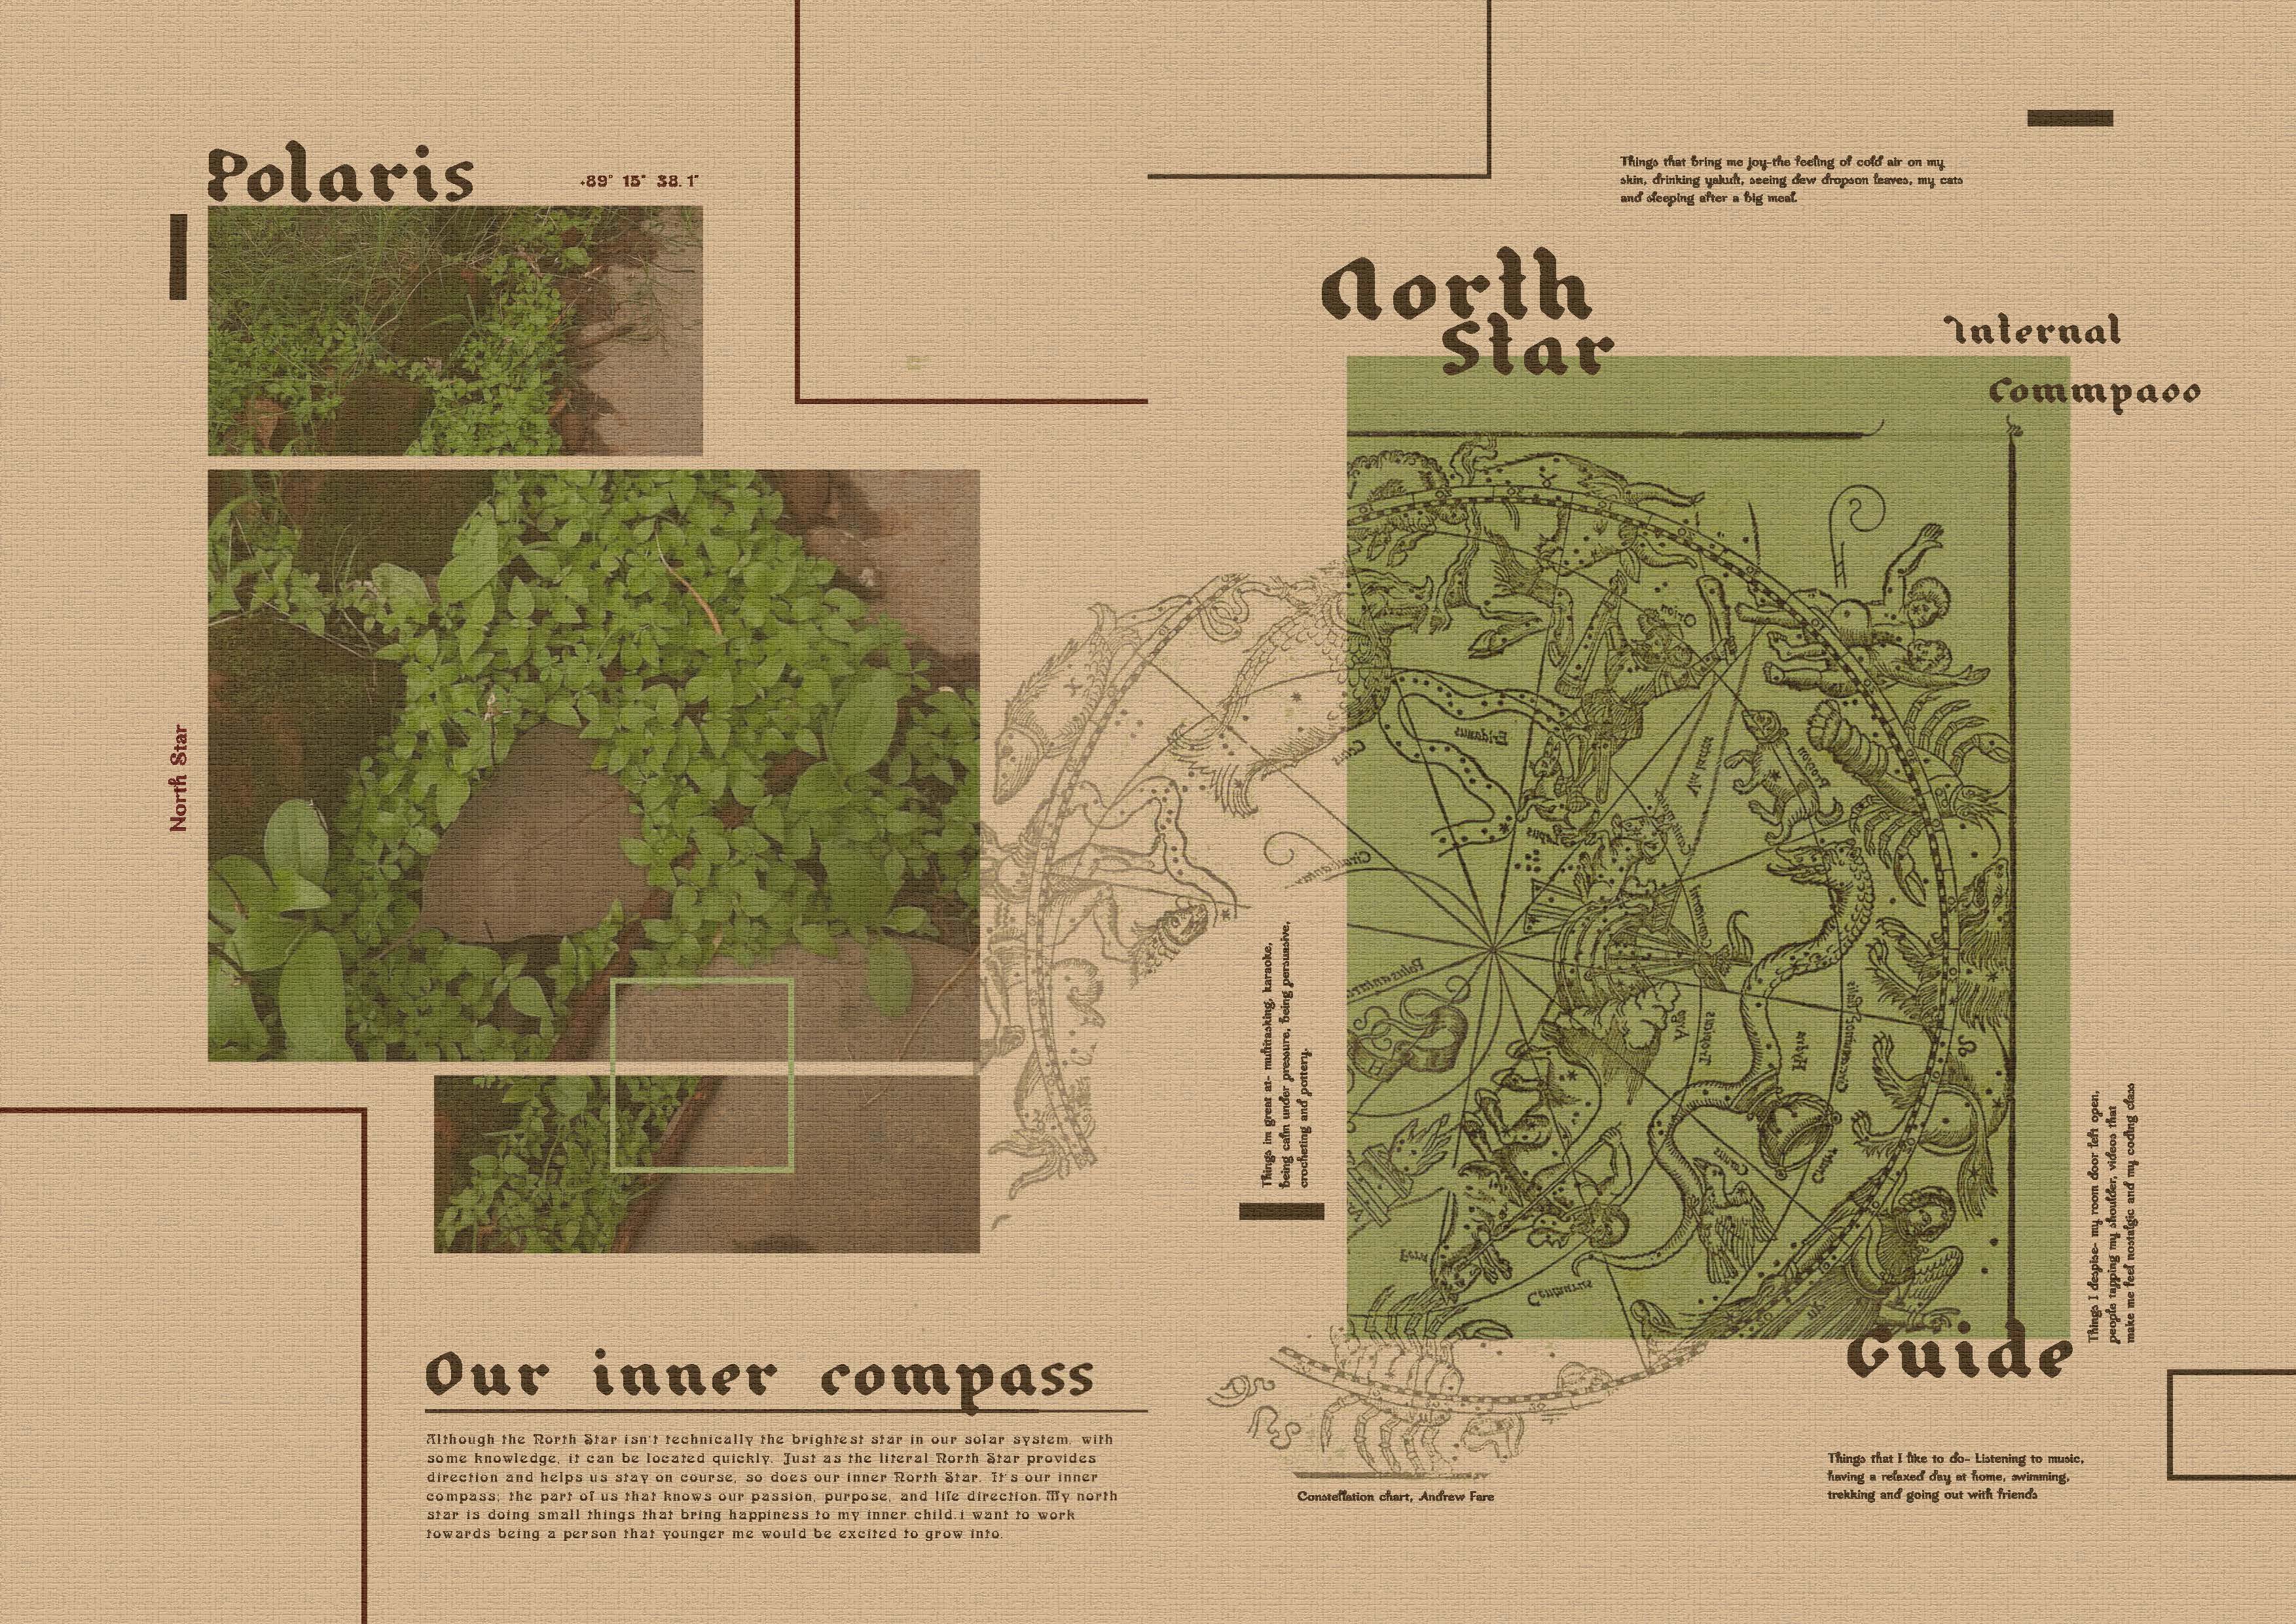 Polaris
+89° 15' 38.1"
North Star
Our inner compass
Although the North Star isn't technically the brightest star in our solar system, with
some knowledge, it can be located quickly. Just as the literal North Star provides
direction and helps us stay on course, so does our inner North Star. It's our inner
compass; the part of us that knows our passion, purpose, and life direction. My north
star is doing small things that bring happiness to my inner child.i want to work
towards being a person that younger me would be excited to grow into.
Things that bring me joy-the feeling of cold air on my
skin, drinking yakult, seeing dew dropson leaves, my cats
and sleeping after a big meal.
North
Star
Internal
Commpass
Things im great at- multitasking, karaoke,
being calm under pressure, being persuasive,
crocheting and pottery.
Orion
Eridanus
Lepus
Hydra
Centaurus
Corvus
Things I despise- my room door left open,
people tapping my shoulder, videos that
make me feel nostalgic and my coding class
Guide
Things that I like to do- Listening to music,
having a relaxed day at home, swimming,
trekking and going out with friends
Constellation chart, Andrew Fare